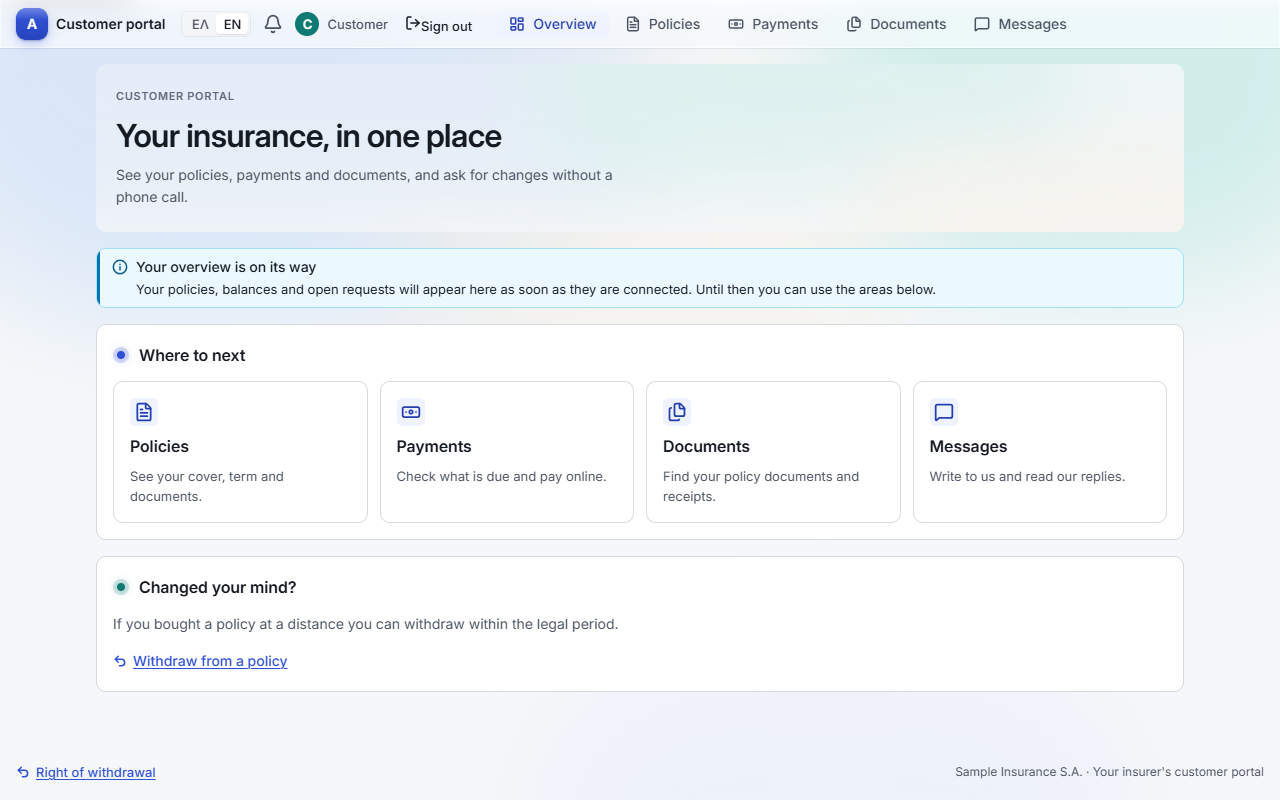 A Customer portal ΕΛ EN C Customer Sign out Overview Policies Payments Documents Messages
CUSTOMER PORTAL
Your insurance, in one place
See your policies, payments and documents, and ask for changes without a
phone call.
Your overview is on its way
Your policies, balances and open requests will appear here as soon as they are connected. Until then you can use the areas below.
Where to next
Policies
See your cover, term and
documents.
Payments
Check what is due and pay online.
Documents
Find your policy documents and
receipts.
Messages
Write to us and read our replies.
Changed your mind?
If you bought a policy at a distance you can withdraw within the legal period.
Withdraw from a policy
Right of withdrawal
Sample Insurance S.A. · Your insurer's customer portal